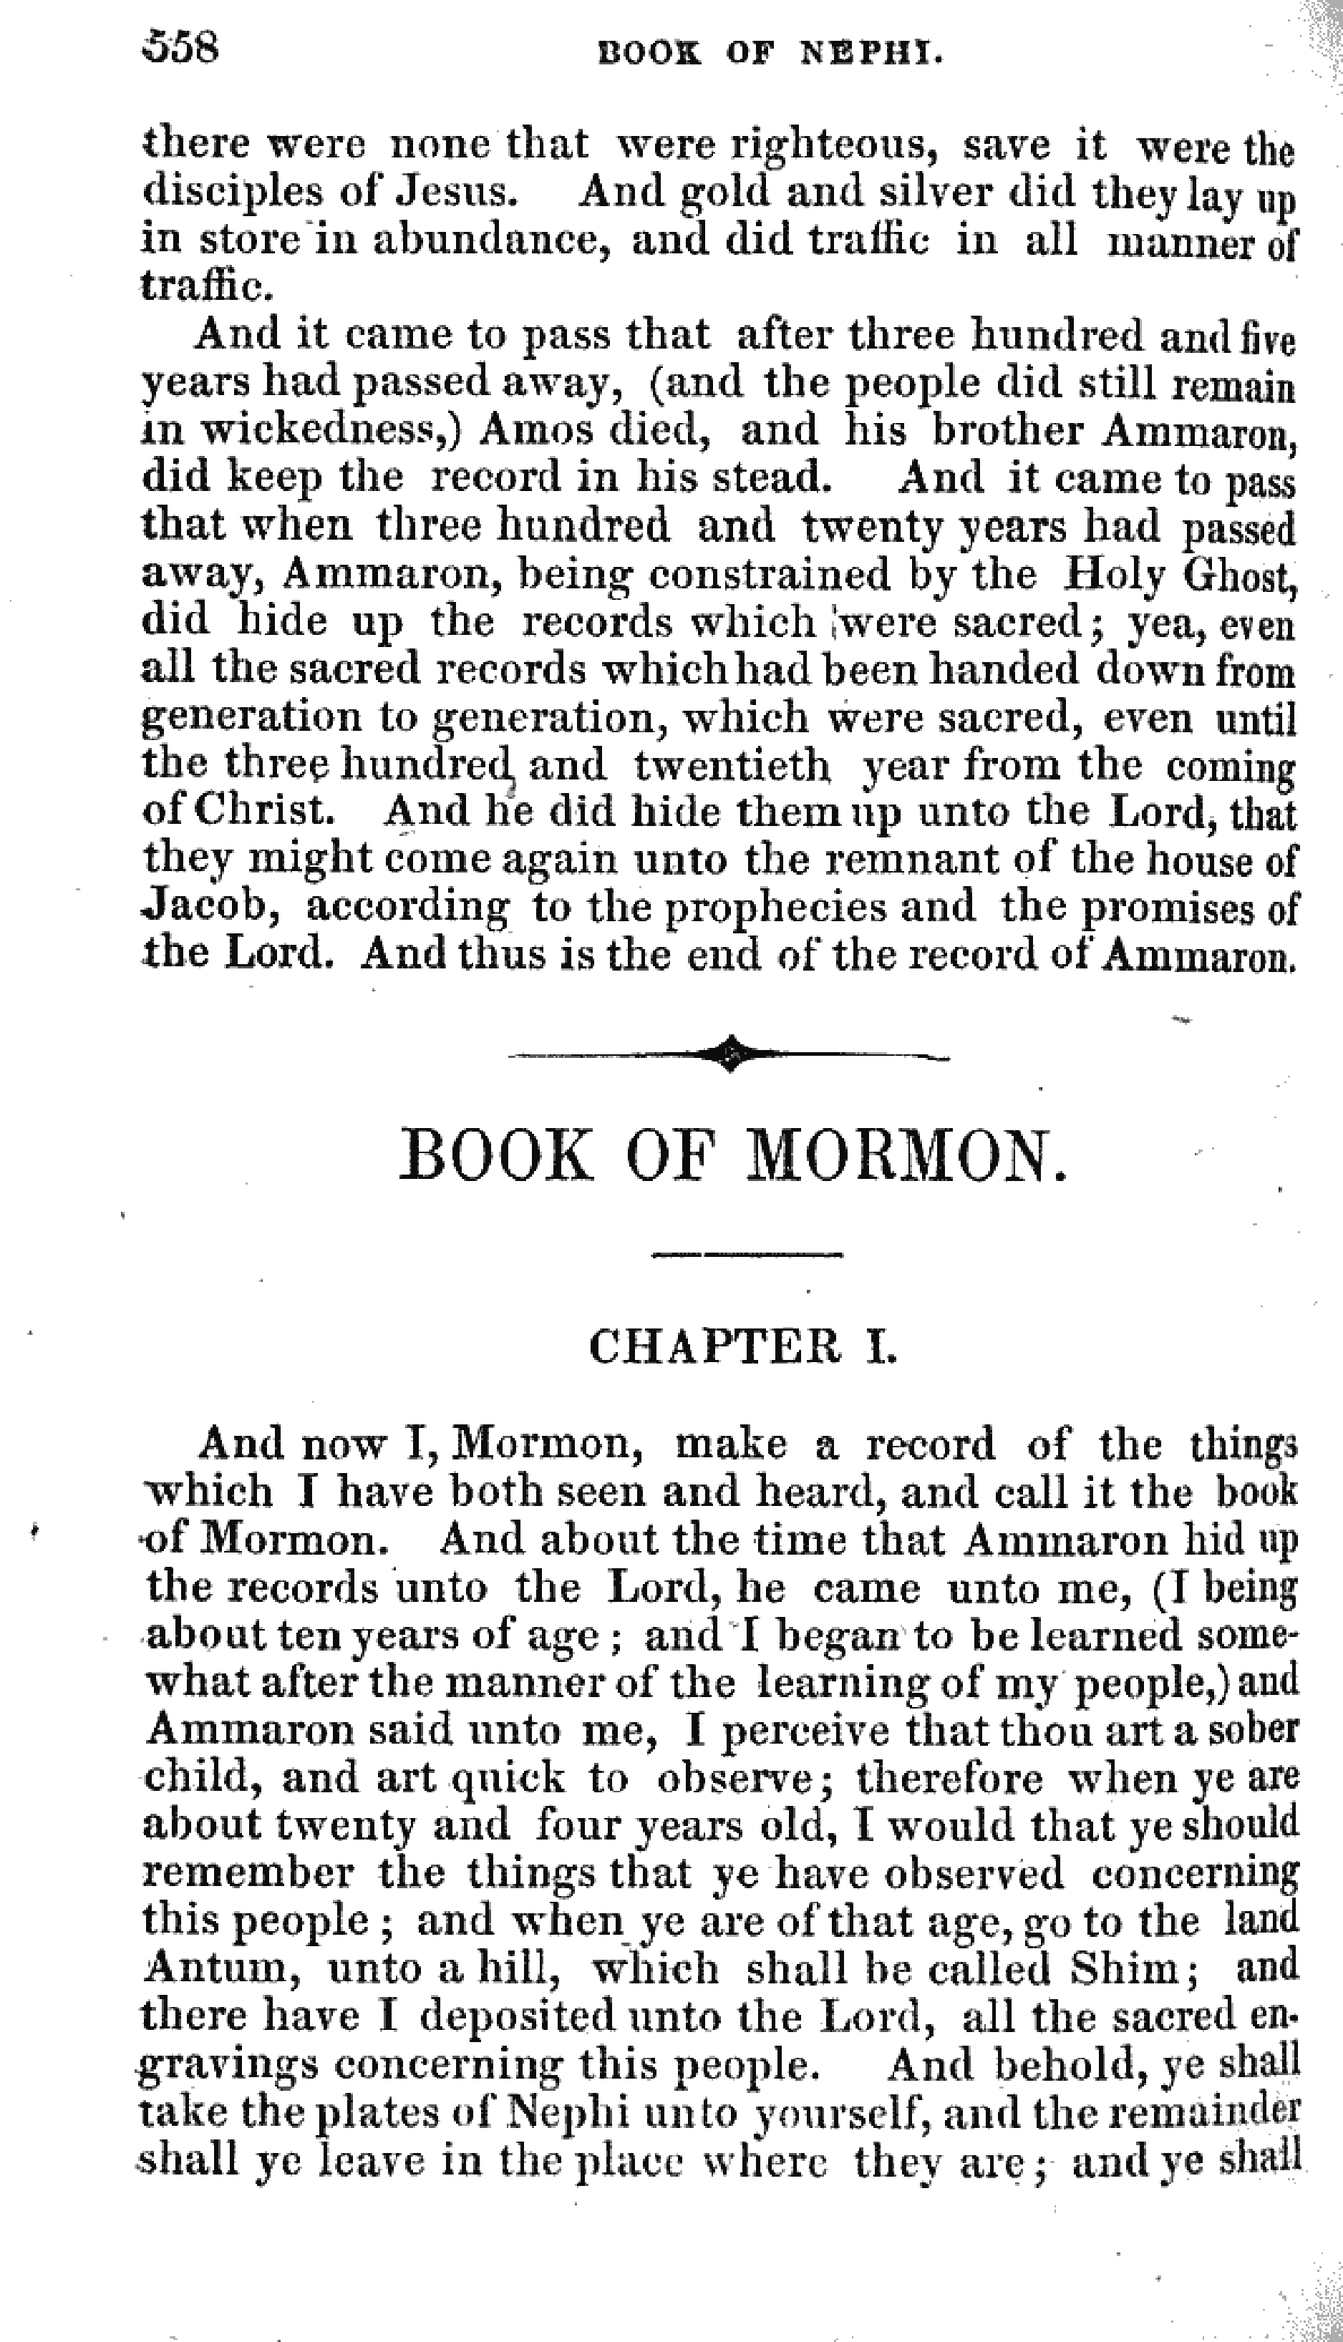 558 BOOK OF NEPHI.
there were none that were righteous, save it were the
disciples of Jesus. And gold and silver did they lay up
in store in abundance, and did traffic in all manner of
traffic.
And it came to pass that after three hundred and five
years had passed away, (and the people did still remain
in wickedness,) Amos died, and his brother Ammaron,
did keep the record in his stead. And it came to pass
that when three hundred and twenty years had passed
away, Ammaron, being constrained by the Holy Ghost,
did hide up the records which were sacred; yea, even
all the sacred records which had been handed down from
generation to generation, which were sacred, even until
the three hundred and twentieth year from the coming
of Christ. And he did hide them up unto the Lord, that
they might come again unto the remnant of the house of
Jacob, according to the prophecies and the promises of
the Lord. And thus is the end of the record of Ammaron.
BOOK OF MORMON.
CHAPTER I.
And now I, Mormon, make a record of the things
which I have both seen and heard, and call it the book
of Mormon. And about the time that Ammaron hid up
the records unto the Lord, he came unto me, (I being
about ten years of age; and I began to be learned some-
what after the manner of the learning of my people,) and
Ammaron said unto me, I perceive that thou art a sober
child, and art quick to observe; therefore when ye are
about twenty and four years old, I would that ye should
remember the things that ye have observed concerning
this people; and when ye are of that age, go to the land
Antum, unto a hill, which shall be called Shim; and
there have I deposited unto the Lord, all the sacred en-
gravings concerning this people. And behold, ye shall
take the plates of Nephi unto yourself, and the remainder
shall ye leave in the place where they are; and ye shall